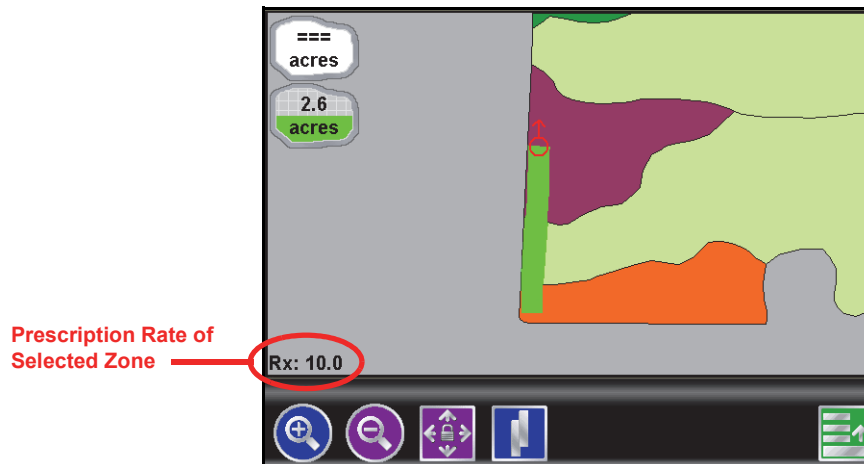 ===
acres
2.6
acres
Prescription Rate of
Selected Zone
Rx: 10.0